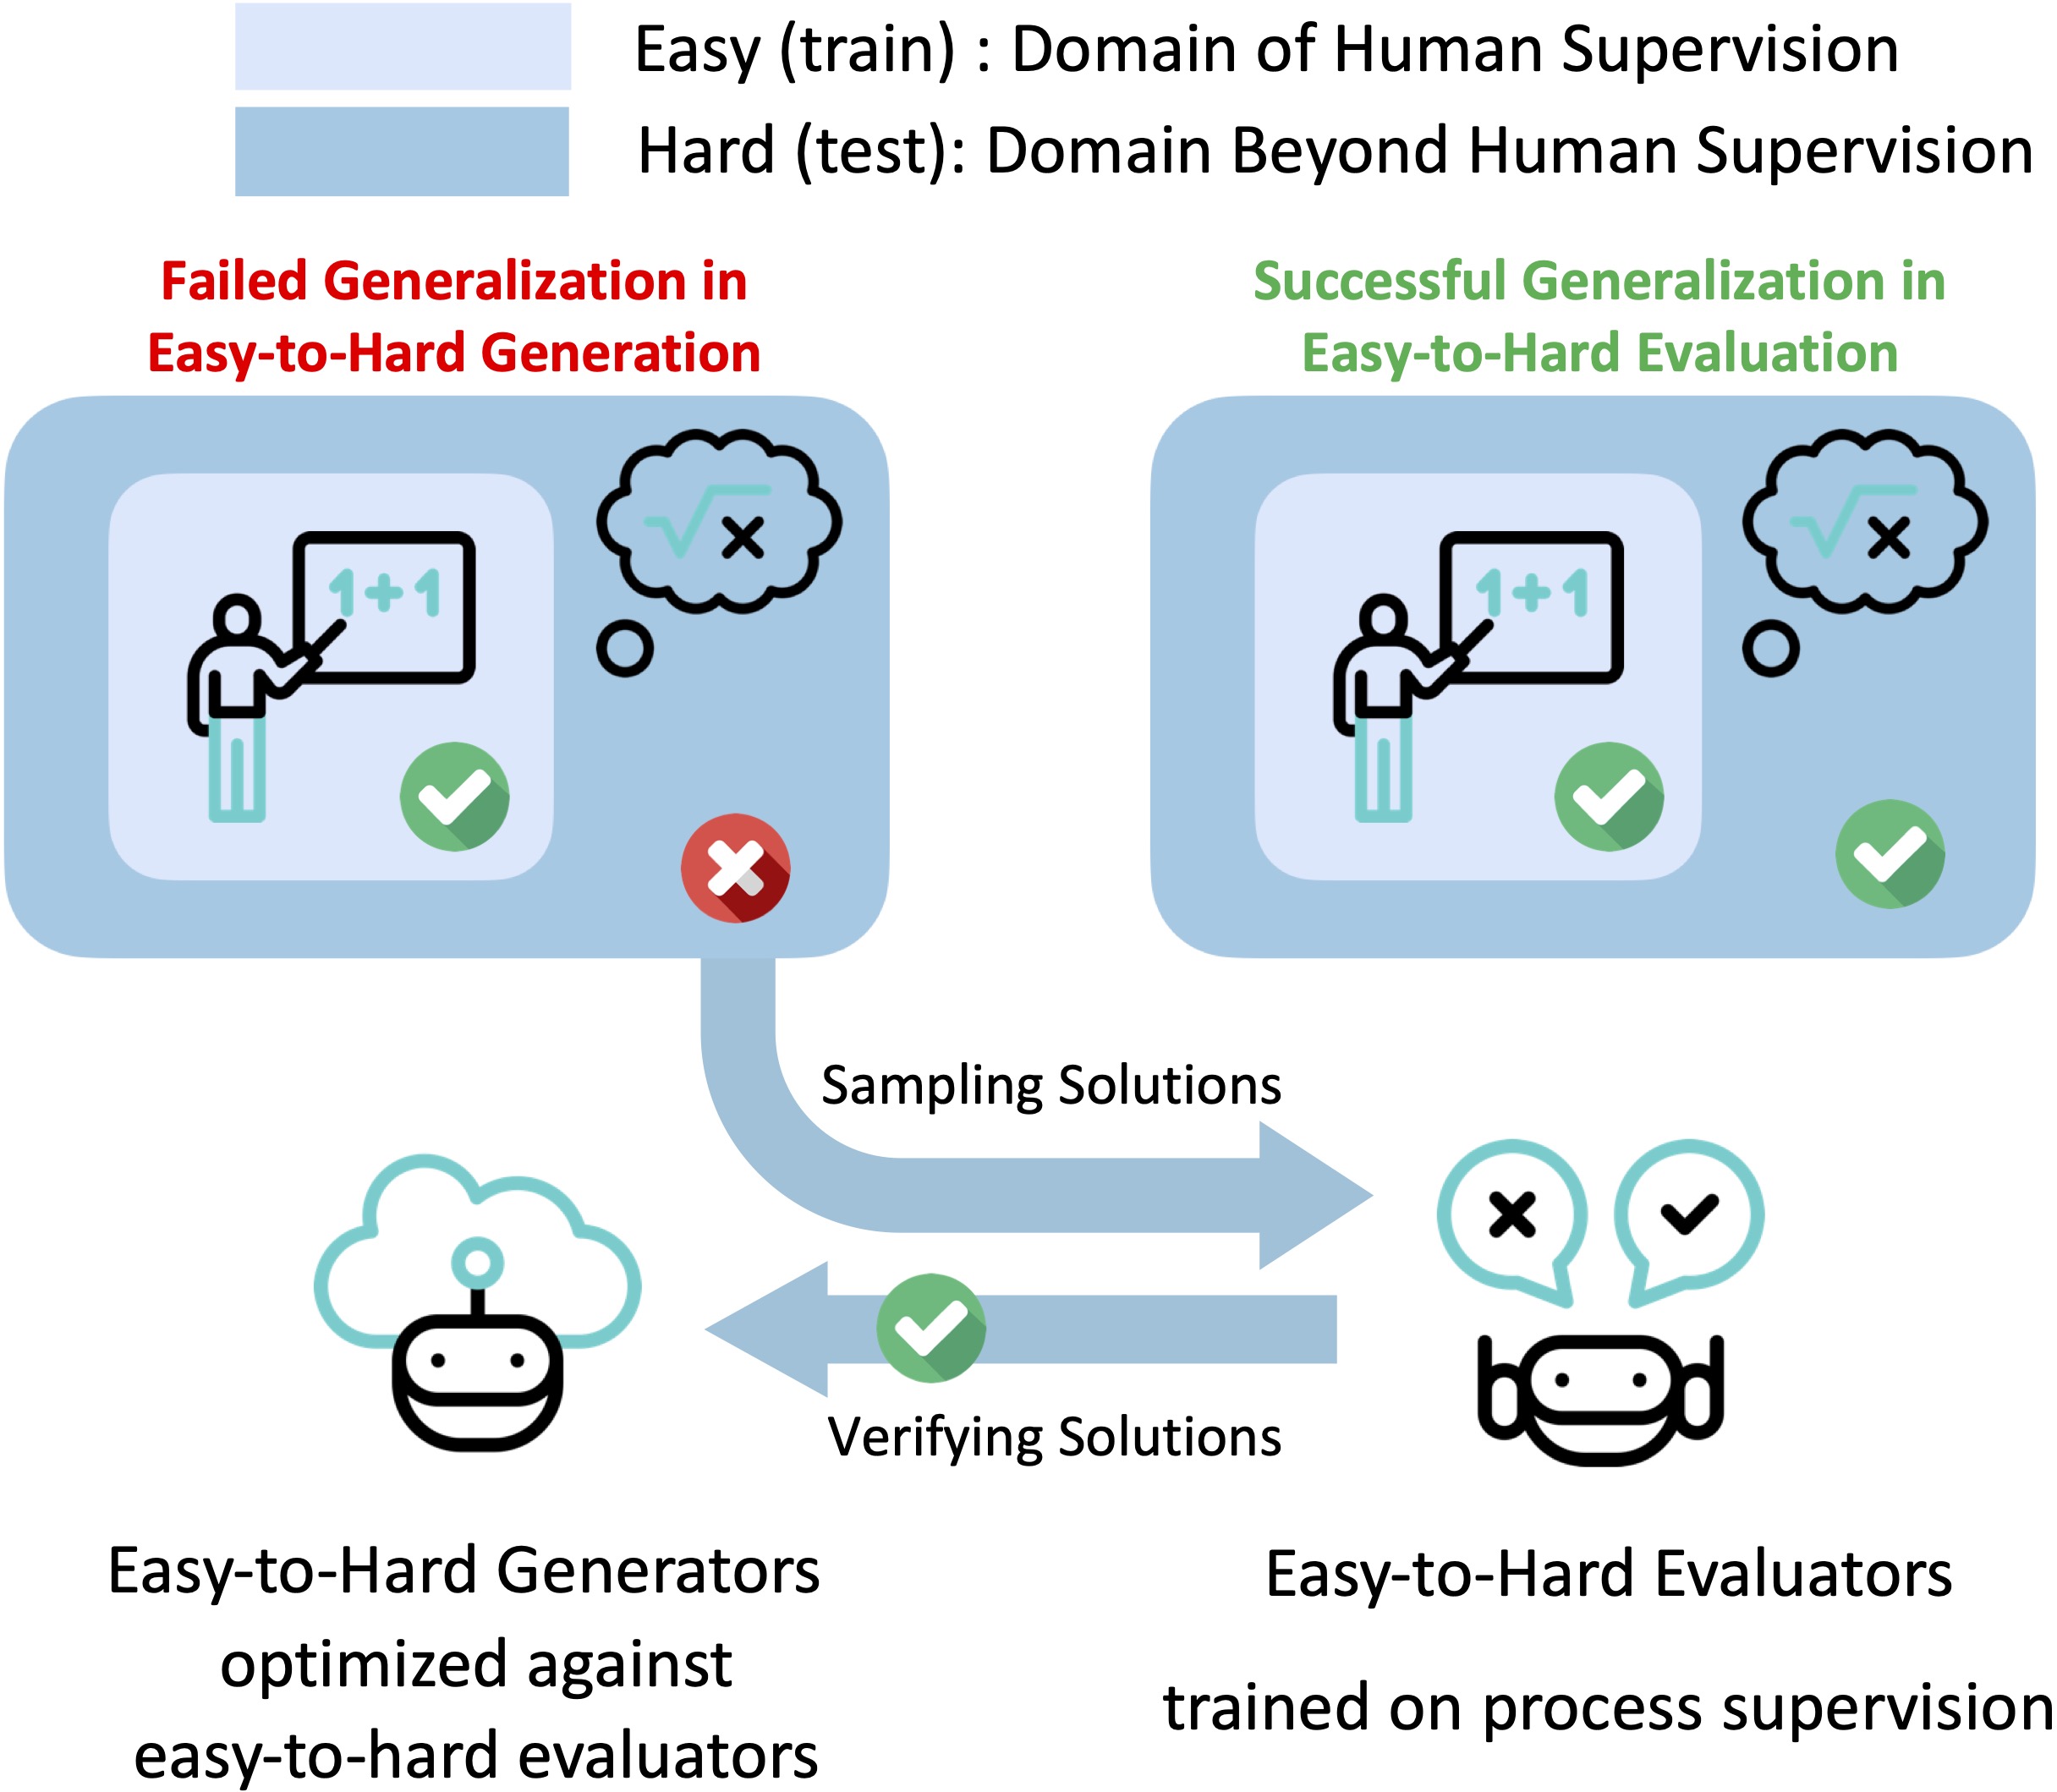 Easy (train) : Domain of Human Supervision
Hard (test): Domain Beyond Human Supervision
Failed Generalization in
Easy-to-Hard Generation
Successful Generalization in
Easy-to-Hard Evaluation
1+1
√x
1+1
√x
Sampling Solutions
Verifying Solutions
Easy-to-Hard Generators
optimized against
easy-to-hard evaluators
Easy-to-Hard Evaluators
trained on process supervision